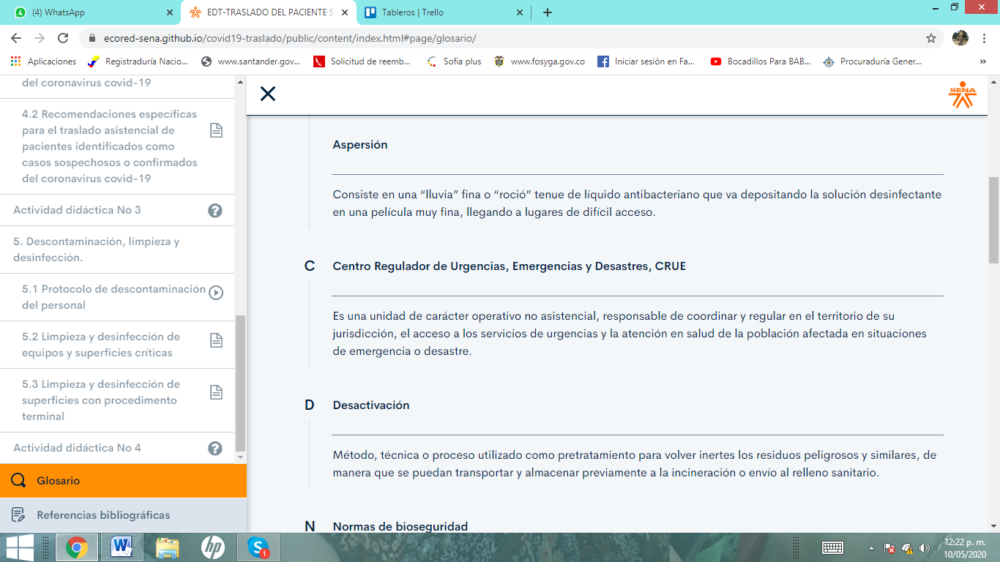 (4) WhatsApp
EDT-TRASLADO DEL PACIENTE S
Tableros | Trello
ecored-sena.github.io/covid19-traslado/public/content/index.html#page/glosario/
Aplicaciones
Registraduría Nacio...
www.santander.gov...
Solicitud de reemb...
Sofia plus
www.fosyga.gov.co
Iniciar sesión en Fa...
Bocadillos Para BAB...
Procuraduría Gener...
»
del coronavirus covid-19
4.2 Recomendaciones específicas
para el traslado asistencial de
pacientes identificados como
casos sospechosos o confirmados
del coronavirus covid-19
Actividad didáctica No 3
5. Descontaminación, limpieza y
desinfección.
5.1 Protocolo de descontaminación
del personal
5.2 Limpieza y desinfección de
equipos y superficies críticas
5.3 Limpieza y desinfección de
superficies con procedimento
terminal
Actividad didáctica No 4
Glosario
Referencias bibliográficas
SENA
Aspersión
Consiste en una “lluvia” fina o “roció” tenue de líquido antibacteriano que va depositando la solución desinfectante
en una película muy fina, llegando a lugares de difícil acceso.
C Centro Regulador de Urgencias, Emergencias y Desastres, CRUE
Es una unidad de carácter operativo no asistencial, responsable de coordinar y regular en el territorio de su
jurisdicción, el acceso a los servicios de urgencias y la atención en salud de la población afectada en situaciones
de emergencia o desastre.
D Desactivación
Método, técnica o proceso utilizado como pretratamiento para volver inertes los residuos peligrosos y similares, de
manera que se puedan transportar y almacenar previamente a la incineración o envío al relleno sanitario.
N Normas de bioseguridad
12:22 p. m.
10/05/2020